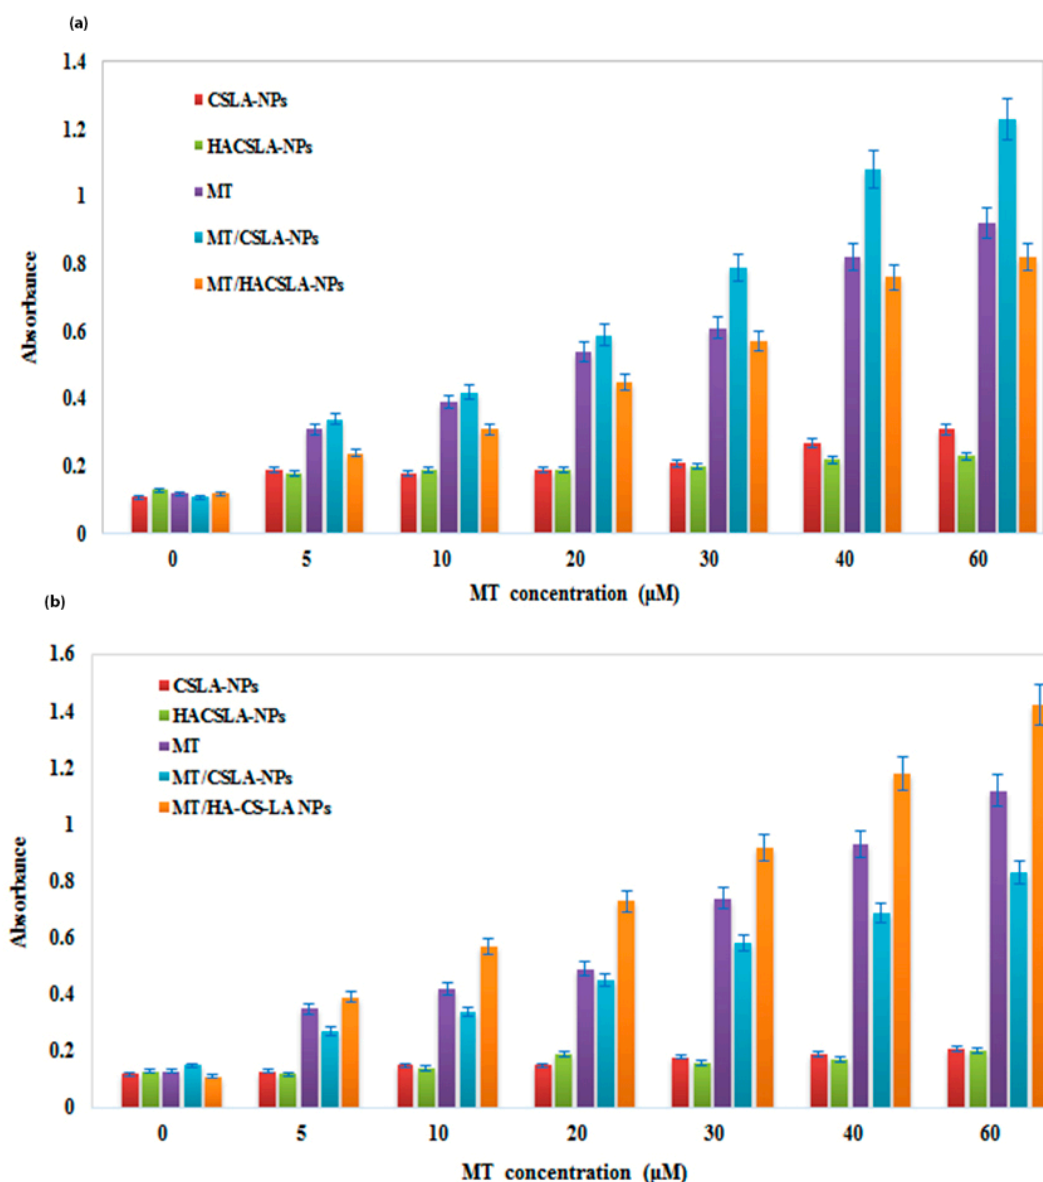 (a)
1.4
1.2
1
0.8
0.6
0.4
0.2
0
Absorbance
CSLA-NPs
HACSLA-NPs
MT
MT/CSLA-NPs
MT/HACSLA-NPs
0 5 10 20 30 40 60
MT concentration (µM)
(b)
1.6
1.4
1.2
1
0.8
0.6
0.4
0.2
0
Absorbance
CSLA-NPs
HACSLA-NPs
MT
MT/CSLA-NPs
MT/HA-CS-LA NPs
0 5 10 20 30 40 60
MT concentration (µM)